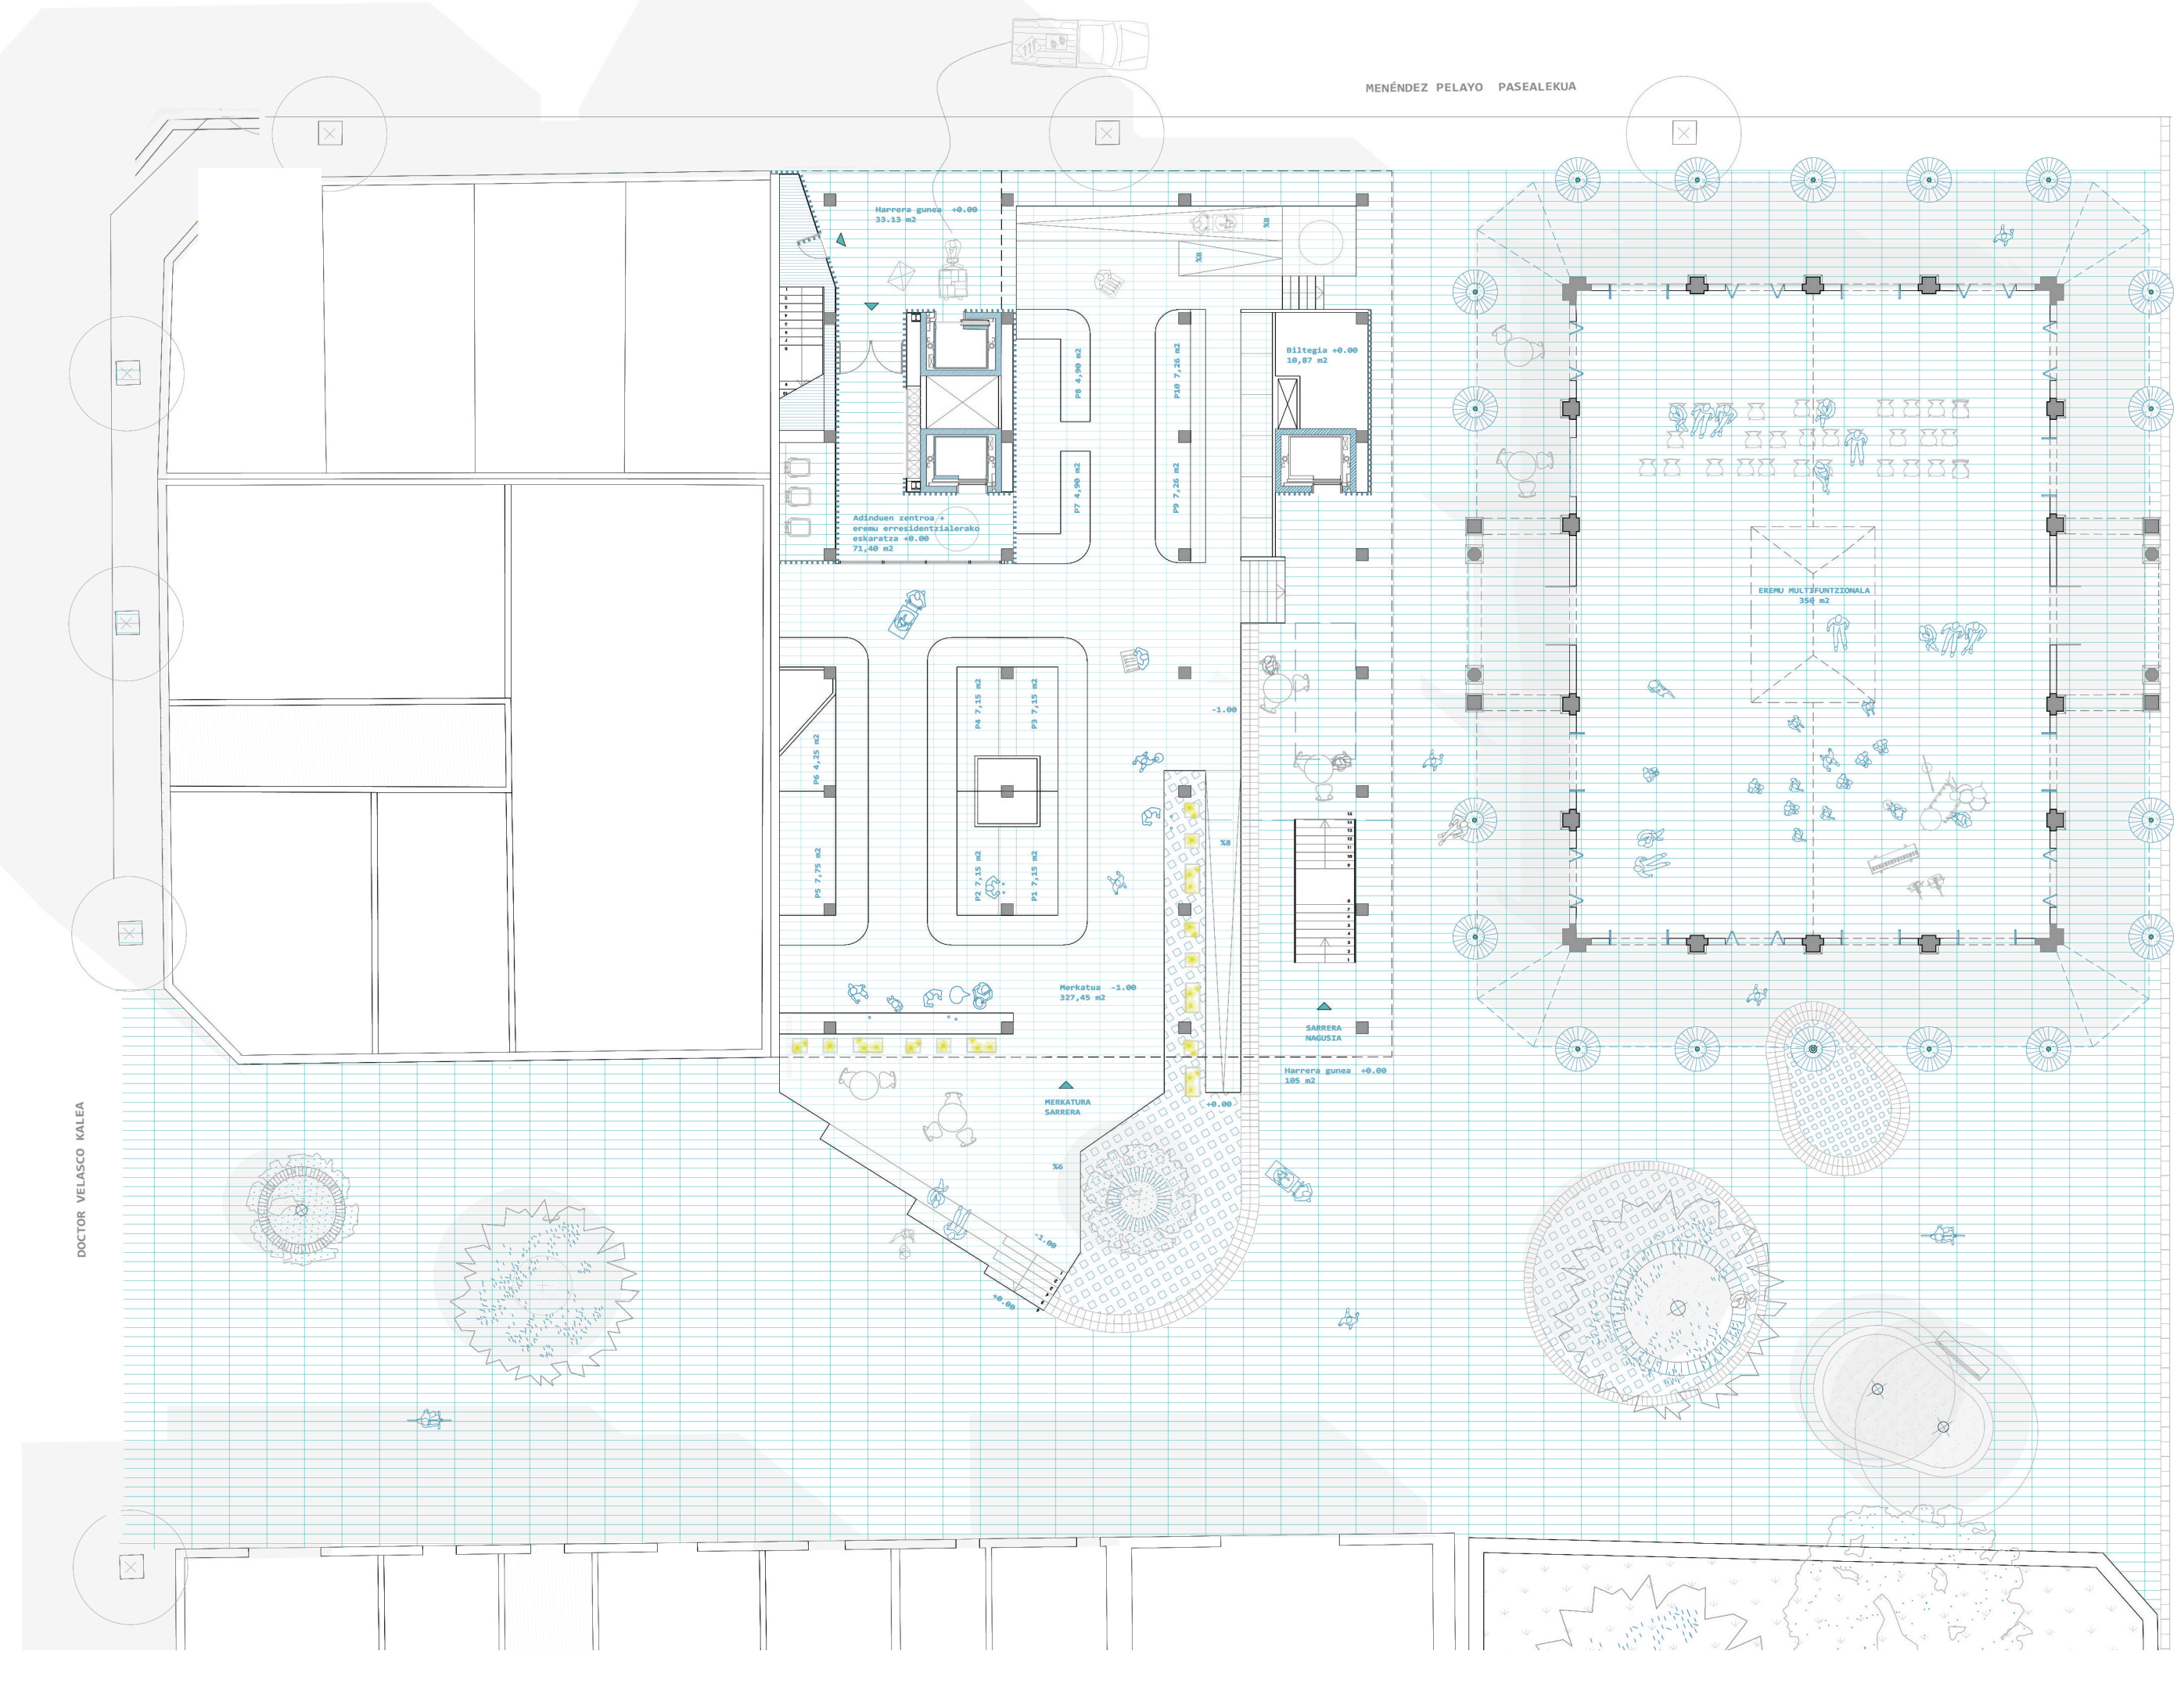 MENÉNDEZ PELAYO PASEALEKUA
Harrera gunea +0.00
33.13 m2
%8
%8
Biltegia +0.00
10,87 m2
P8 4,90 m2
P10 7,26 m2
P7 4,90 m2
P9 7,26 m2
Adinduen zentroa +
eremu erresidentzialerako
eskaratza +0.00
71,40 m2
EREMU MULTIFUNTZIONALA
350 m2
P4 7,15 m2
P3 7,15 m2
-1.00
P6 4,25 m2
%8
P5 7,75 m2
P2 7,15 m2
P1 7,15 m2
Merkatua -1.00
327,45 m2
SARRERA
NAGUSIA
Harrera gunea +0.00
105 m2
MERKATURA
SARRERA
+0.00
%6
-1.00
+0.00
DOCTOR VELASCO KALEA